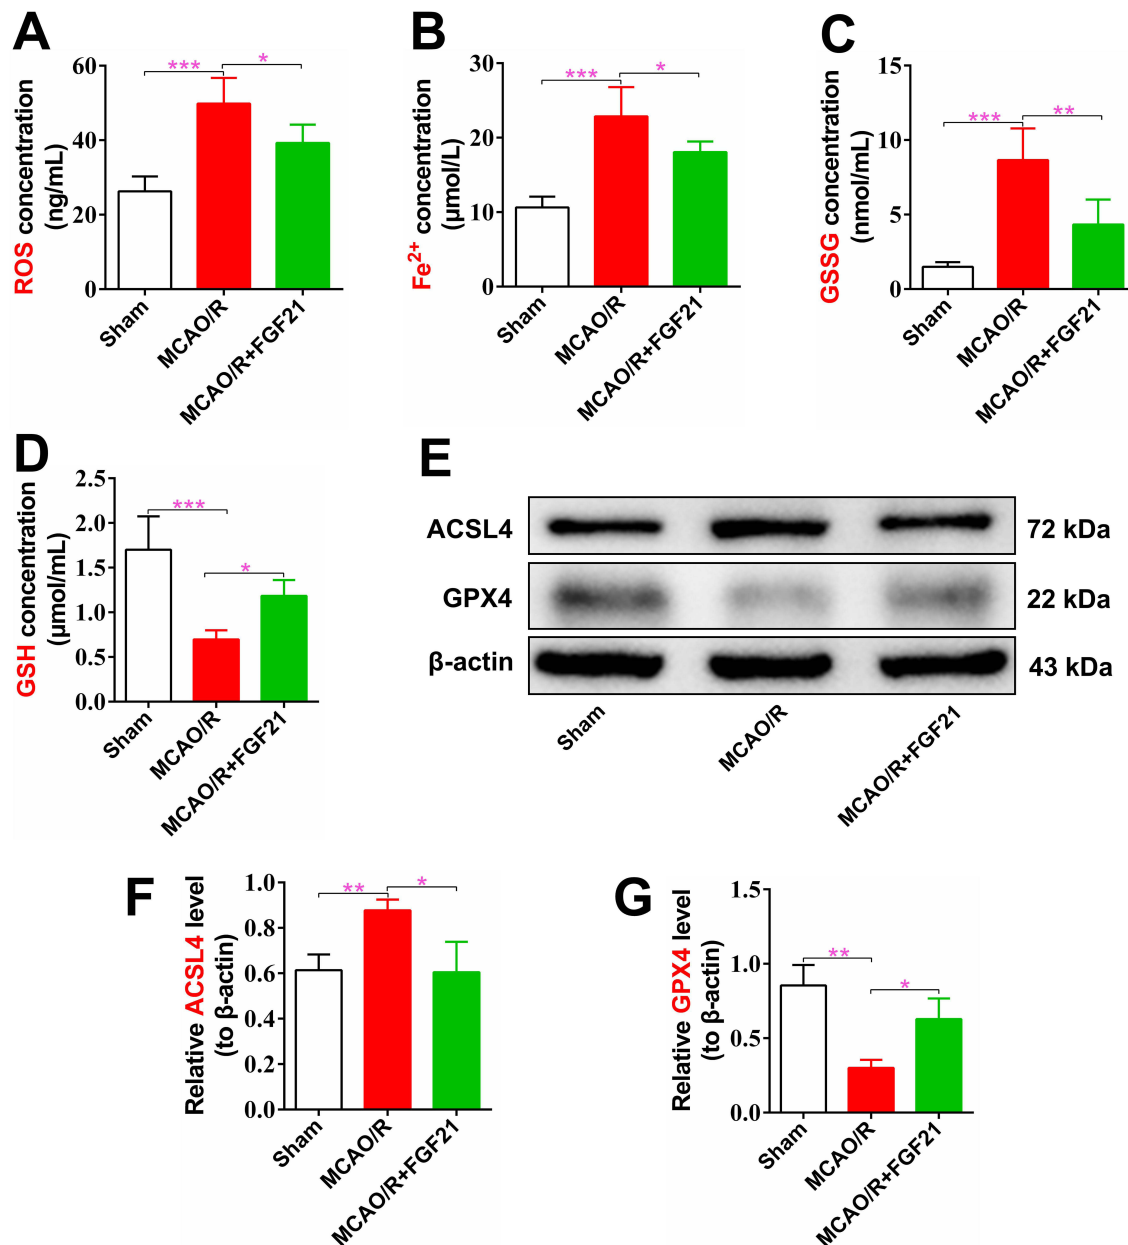 A
ROS concentration
(ng/mL)
60
40
20
0
***
*
Sham
MCAO/R
MCAO/R+FGF21
B
Fe2+ concentration
(μmol/L)
30
20
10
0
***
*
Sham
MCAO/R
MCAO/R+FGF21
C
GSSG concentration
(nmol/mL)
15
10
5
0
***
**
Sham
MCAO/R
MCAO/R+FGF21
D
GSH concentration
(μmol/mL)
2.5
2.0
1.5
1.0
0.5
0.0
***
*
Sham
MCAO/R
MCAO/R+FGF21
E
ACSL4 72 kDa
GPX4 22 kDa
β-actin 43 kDa
Sham
MCAO/R
MCAO/R+FGF21
F
Relative ACSL4 level
(to β-actin)
1.0
0.8
0.6
0.4
0.2
0.0
**
*
Sham
MCAO/R
MCAO/R+FGF21
G
Relative GPX4 level
(to β-actin)
1.5
1.0
0.5
0.0
**
*
Sham
MCAO/R
MCAO/R+FGF21